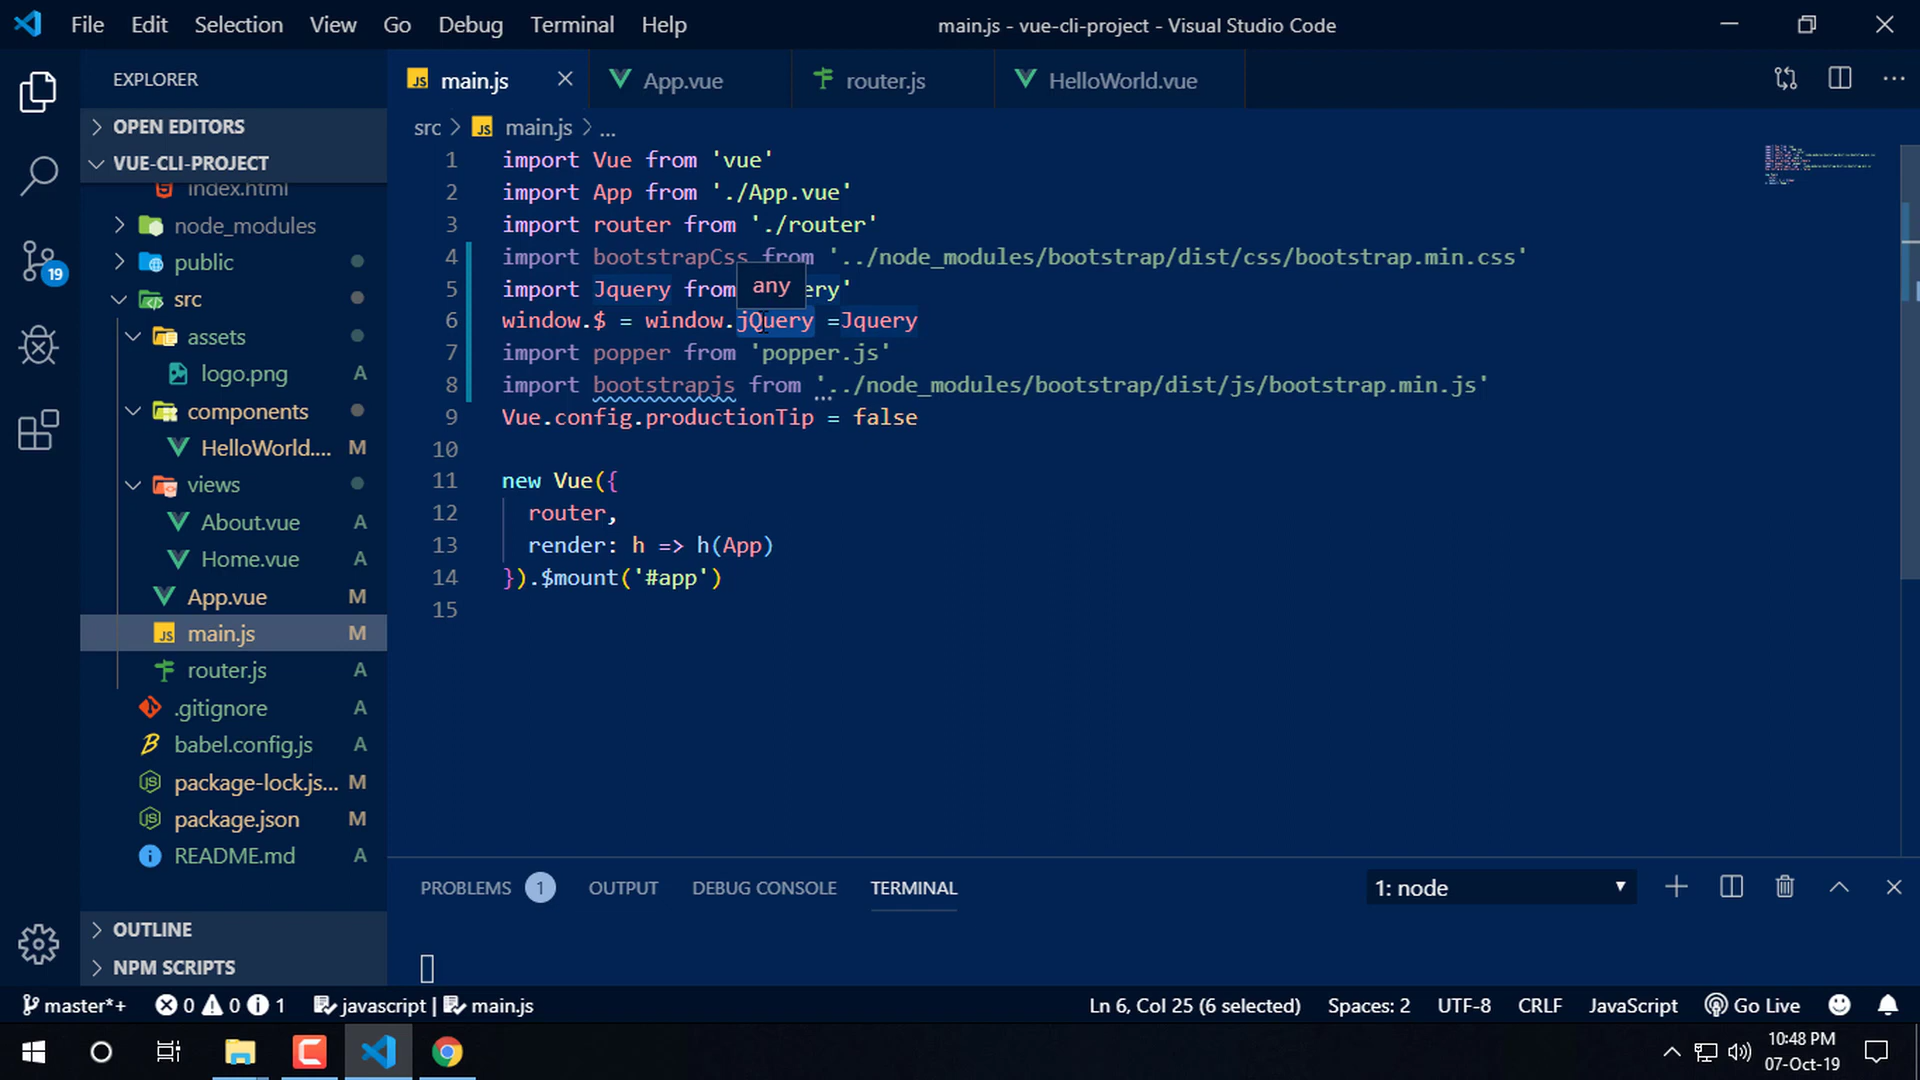 File Edit Selection View Go Debug Terminal Help
main.js - vue-cli-project - Visual Studio Code
EXPLORER
OPEN EDITORS
VUE-CLI-PROJECT
index.html
node_modules
public
src
assets
logo.png A
components
HelloWorld.... M
views
About.vue A
Home.vue A
App.vue M
main.js M
router.js A
.gitignore A
babel.config.js A
package-lock.js... M
package.json M
README.md A
OUTLINE
NPM SCRIPTS
19
JS main.js App.vue router.js HelloWorld.vue
src > JS main.js > ...
1 import Vue from 'vue'
2 import App from './App.vue'
3 import router from './router'
4 import bootstrapCss from '../node_modules/bootstrap/dist/css/bootstrap.min.css'
any
5 import Jquery from ery'
6 window.$ = window.jQuery =Jquery
7 import popper from 'popper.js'
8 import bootstrapjs from '../node_modules/bootstrap/dist/js/bootstrap.min.js'
9 Vue.config.productionTip = false
10
11 new Vue({
12 router,
13 render: h => h(App)
14 }).$mount('#app')
15
PROBLEMS 1 OUTPUT DEBUG CONSOLE TERMINAL
1: node
master*+ 0 0 1 javascript | main.js
Ln 6, Col 25 (6 selected) Spaces: 2 UTF-8 CRLF JavaScript Go Live
10:48 PM
07-Oct-19